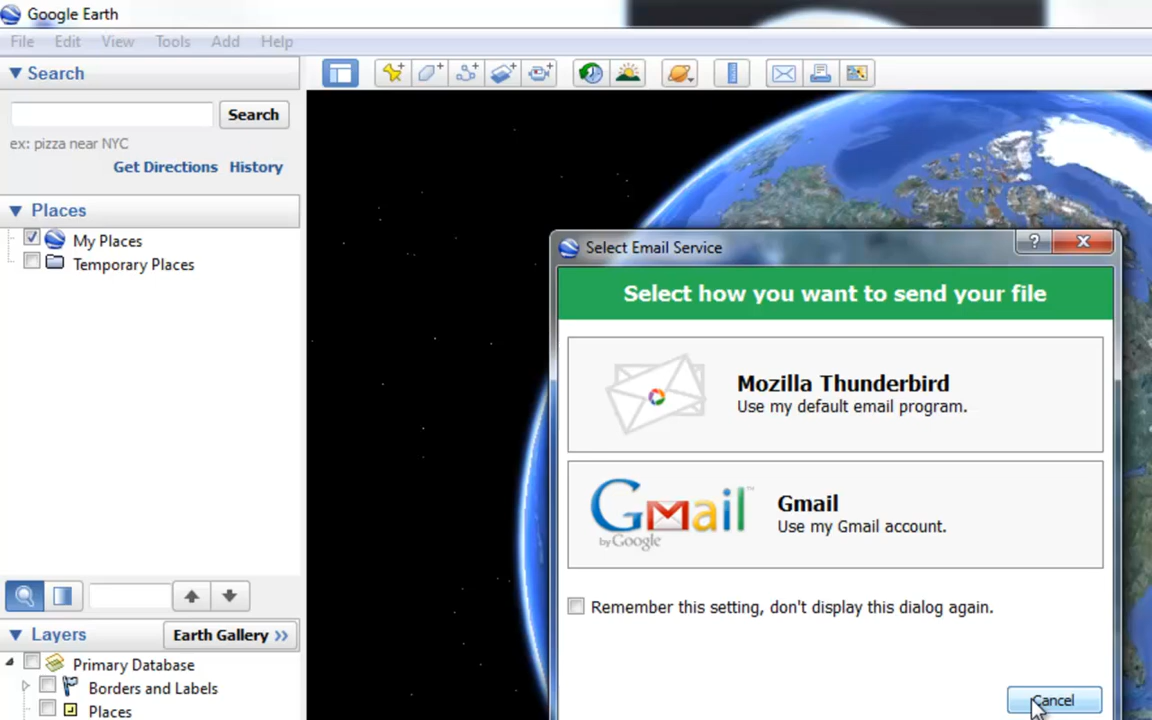 Google Earth
File Edit View Tools Add Help
Search
Search
ex: pizza near NYC
Get Directions History
Places
My Places
Temporary Places
Select Email Service
Select how you want to send your file
Mozilla Thunderbird
Use my default email program.
Gmail™
by Google
Gmail
Use my Gmail account.
Remember this setting, don't display this dialog again.
Cancel
Layers
Earth Gallery >>
Primary Database
Borders and Labels
Places